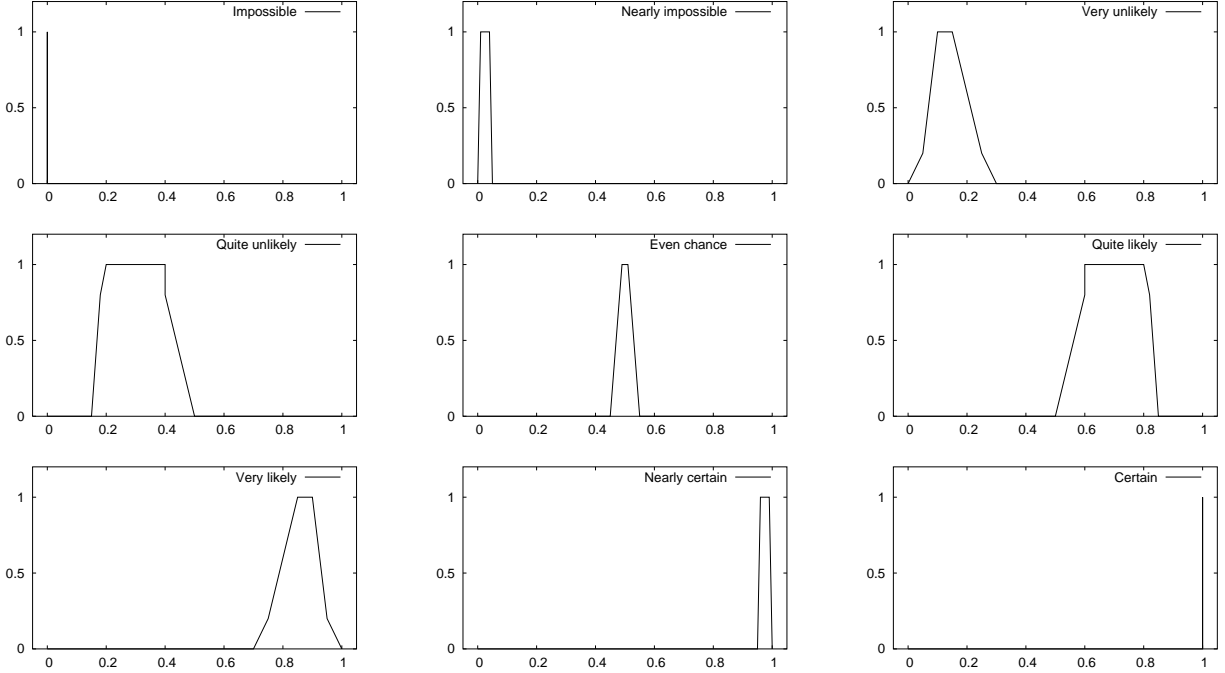 Impossible
1
0.5
0
0 0.2 0.4 0.6 0.8 1
Nearly impossible
1
0.5
0
0 0.2 0.4 0.6 0.8 1
Very unlikely
1
0.5
0
0 0.2 0.4 0.6 0.8 1
Quite unlikely
1
0.5
0
0 0.2 0.4 0.6 0.8 1
Even chance
1
0.5
0
0 0.2 0.4 0.6 0.8 1
Quite likely
1
0.5
0
0 0.2 0.4 0.6 0.8 1
Very likely
1
0.5
0
0 0.2 0.4 0.6 0.8 1
Nearly certain
1
0.5
0
0 0.2 0.4 0.6 0.8 1
Certain
1
0.5
0
0 0.2 0.4 0.6 0.8 1